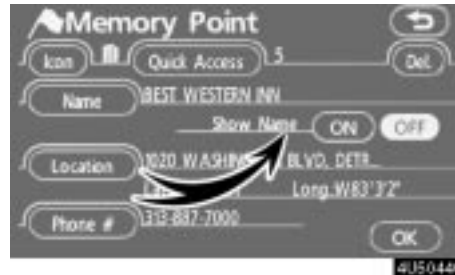 Memory Point
Icon Quick Access 5 Del.
Name BEST WESTERN INN
Show Name ON OFF
Location 1020 BLVD, DETR
Long. W83°3'2"
Phone # 313-887-7000
OK
4U5044